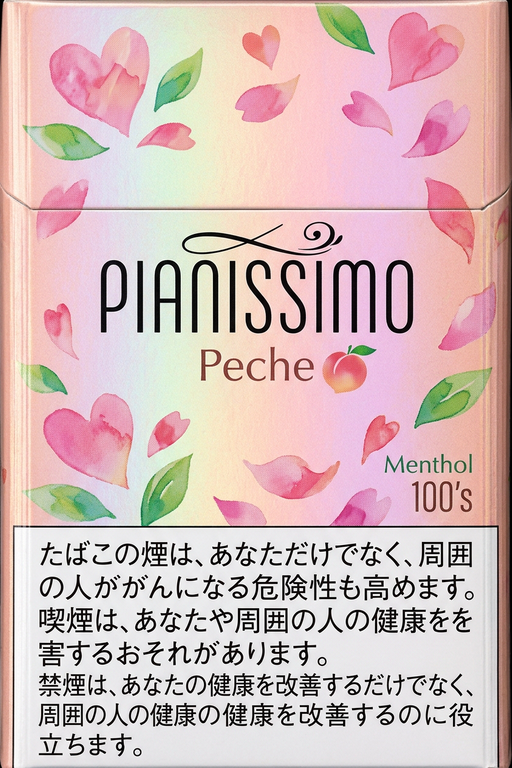 PIANISSIMO
Peche
Menthol
100's
たばこの煙は、あなただけでなく、周囲
の人ががんになる危険性も高めます。
喫煙は、あなたや周囲の人の健康をを
害するおそれがあります。
禁煙は、あなたの健康を改善するだけでなく、
周囲の人の健康の健康を改善するのに役
立ちます。